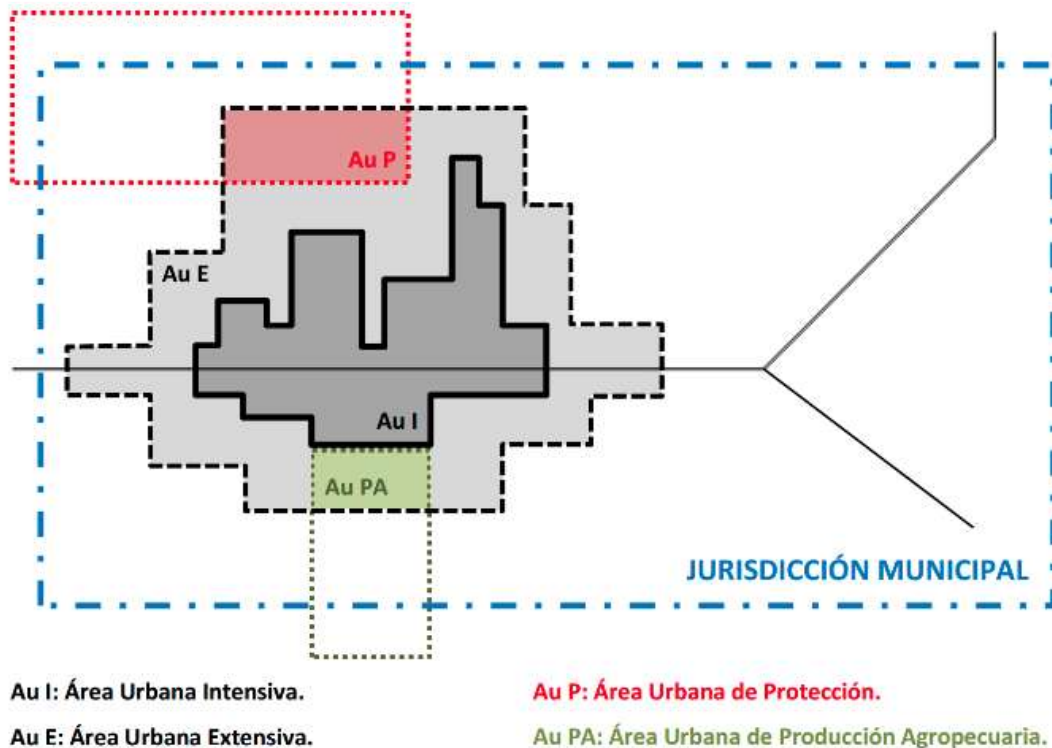 Au P
Au E
Au I
Au PA
JURISDICCIÓN MUNICIPAL
Au I: Área Urbana Intensiva.
Au P: Área Urbana de Protección.
Au E: Área Urbana Extensiva.
Au PA: Área Urbana de Producción Agropecuaria.